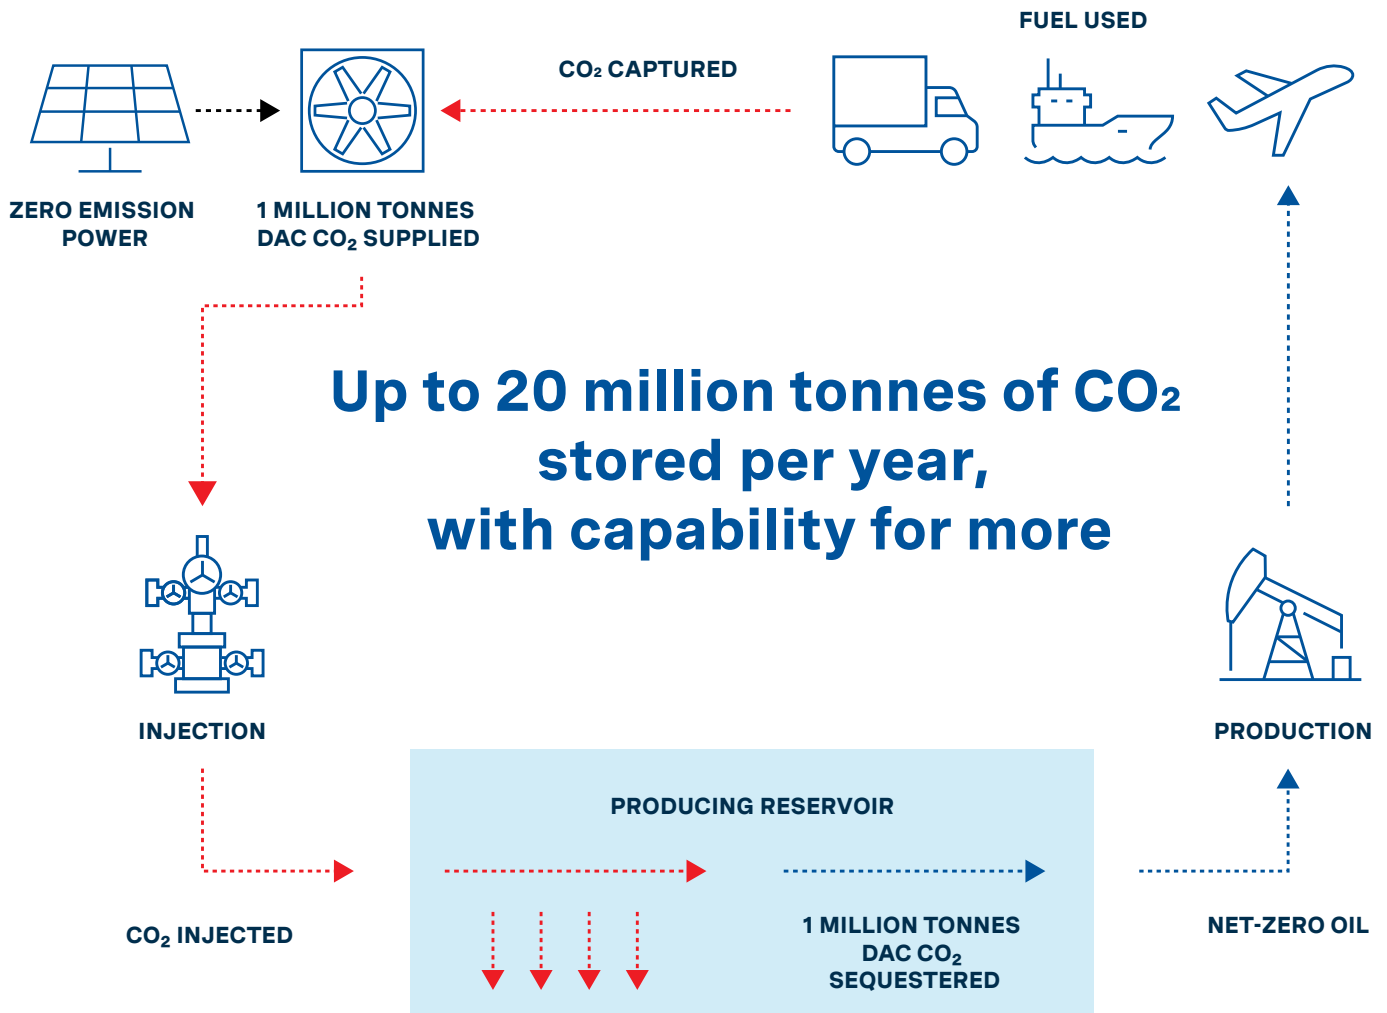 FUEL USED
CO₂ CAPTURED
ZERO EMISSION
POWER
1 MILLION TONNES
DAC CO₂ SUPPLIED
Up to 20 million tonnes of CO₂
stored per year,
with capability for more
INJECTION
PRODUCTION
PRODUCING RESERVOIR
CO₂ INJECTED
1 MILLION TONNES
DAC CO₂
SEQUESTERED
NET-ZERO OIL